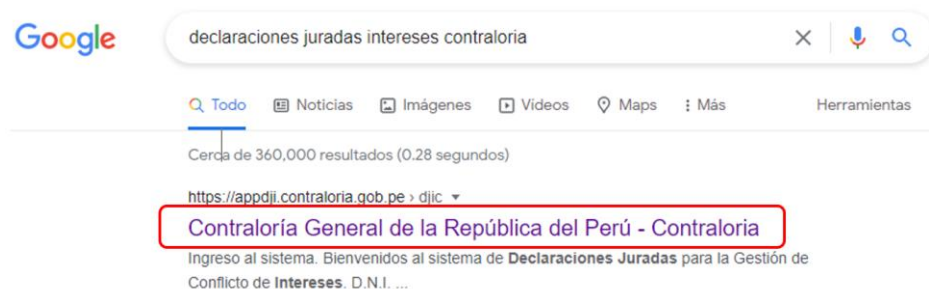 Google
declaraciones juradas intereses contraloria
Todo Noticias Imágenes Videos Maps Más Herramientas
Cerca de 360,000 resultados (0.28 segundos)
https://appdji.contraloria.gob.pe › djic
Contraloría General de la República del Perú - Contraloria
Ingreso al sistema. Bienvenidos al sistema de Declaraciones Juradas para la Gestión de
Conflicto de Intereses. D.N.I. ...